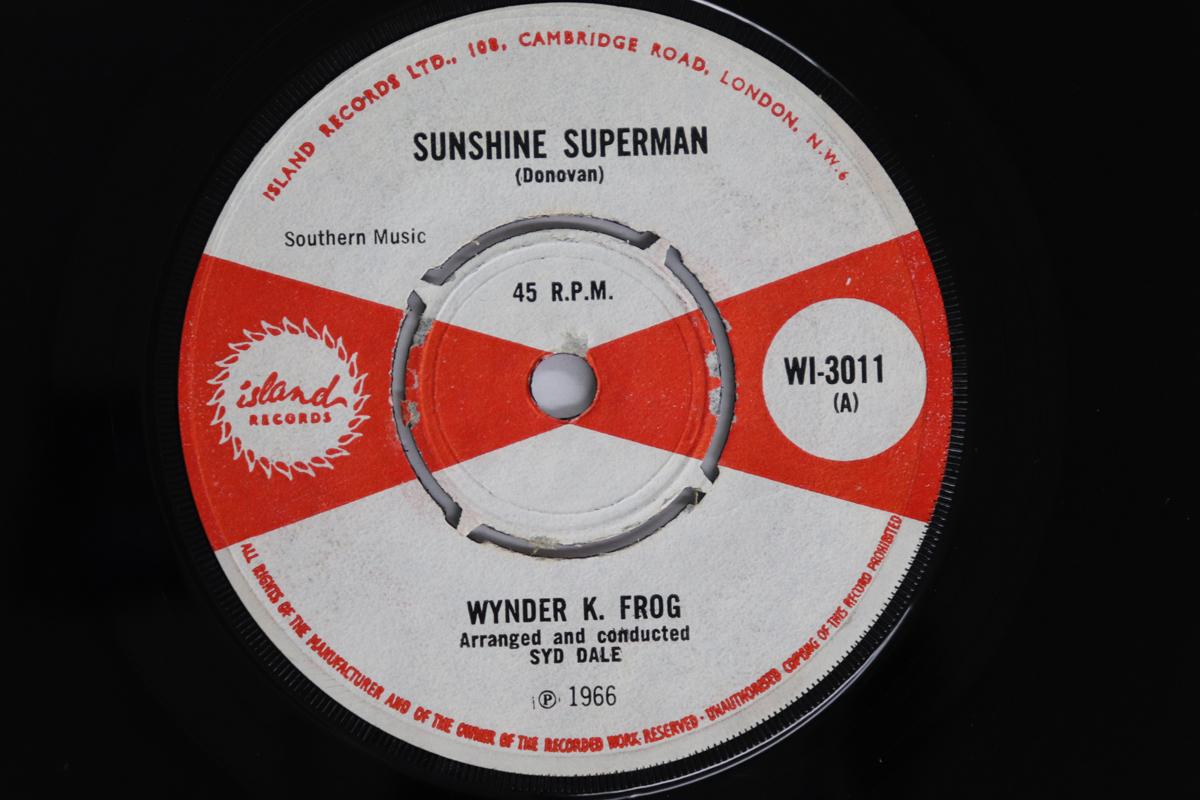 ISLAND RECORDS LTD., 108, CAMBRIDGE ROAD, LONDON, N.W.6
SUNSHINE SUPERMAN
(Donovan)
Southern Music
45 R.P.M.
island
RECORDS
WI-3011
(A)
WYNDER K. FROG
Arranged and conducted
SYD DALE
℗ 1966
ALL RIGHTS OF THE MANUFACTURER AND OF THE OWNER OF THE RECORDED WORK RESERVED · UNAUTHORISED COPYING OF THIS RECORD PROHIBITED